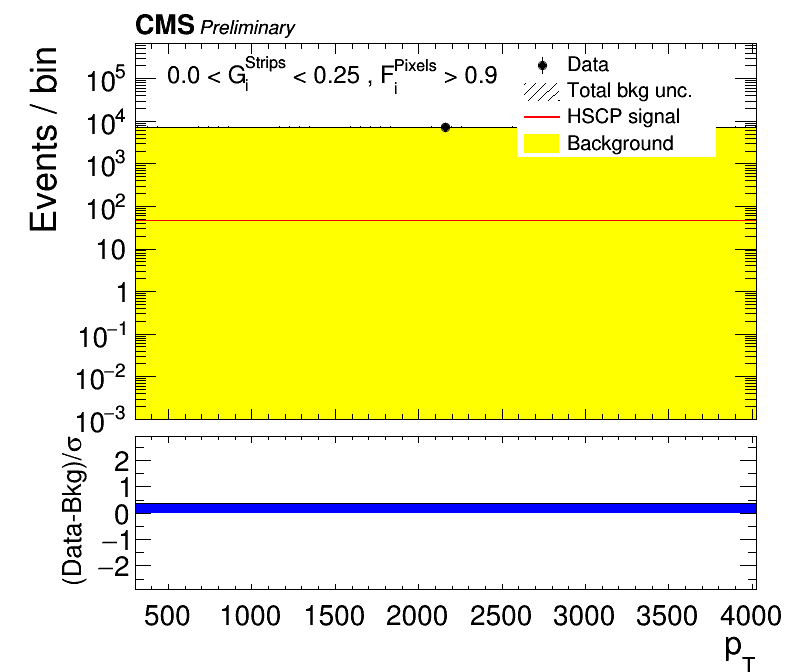 CMS Preliminary
Events / bin
0.0 < G_i^Strips < 0.25 , F_i^Pixels > 0.9
Data
Total bkg unc.
HSCP signal
Background
10^5
10^4
10^3
10^2
10
1
10^−1
10^−2
10^−3
(Data-Bkg)/σ
2
1
0
−1
−2
500 1000 1500 2000 2500 3000 3500 4000
p_T